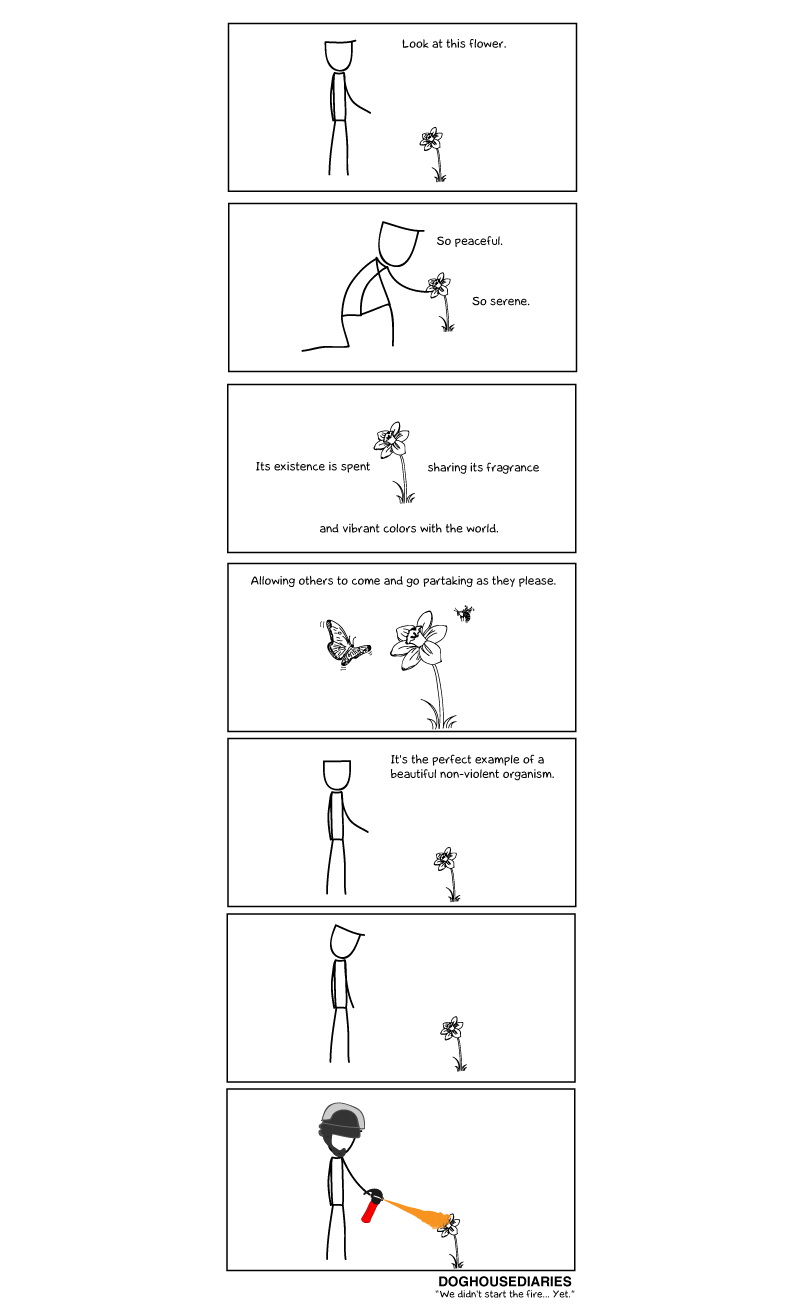 Look at this flower.
So peaceful.
So serene.
Its existence is spent
sharing its fragrance
and vibrant colors with the world.
Allowing others to come and go partaking as they please.
It's the perfect example of a
beautiful non-violent organism.
DOGHOUSEDIARIES
"We didn't start the fire... Yet."